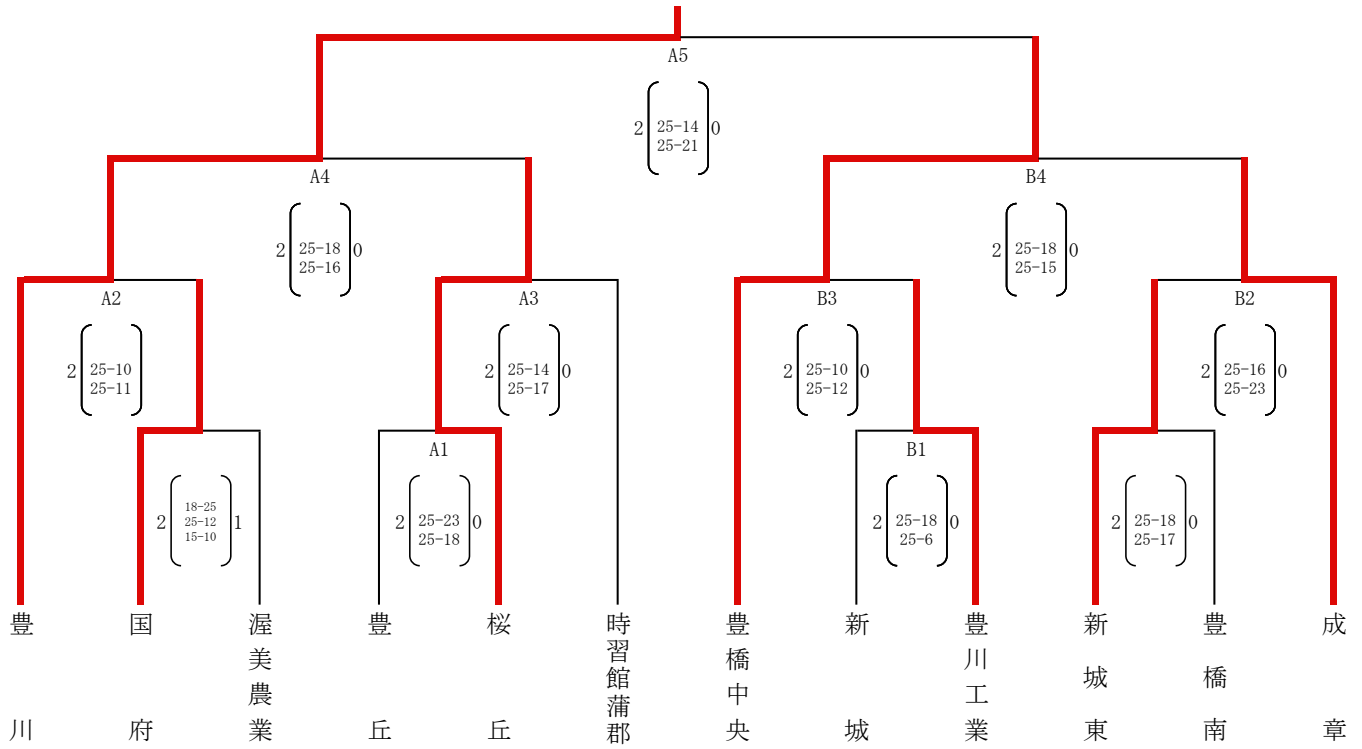 A5
2 25-14 0
25-21
A4
B4
2 25-18 0
25-16
2 25-18 0
25-15
A2
A3
B3
B2
2 25-10
25-11
2 25-14 0
25-17
2 25-10 0
25-12
2 25-16 0
25-23
A1
B1
2 18-25 1
25-12
15-10
2 25-23 0
25-18
2 25-18 0
25-6
2 25-18 0
25-17
豊川
国府
渥美農業
豊丘
桜丘
時習館蒲郡
豊橋中央
新城
豊川工業
新城東
豊橋南
成章